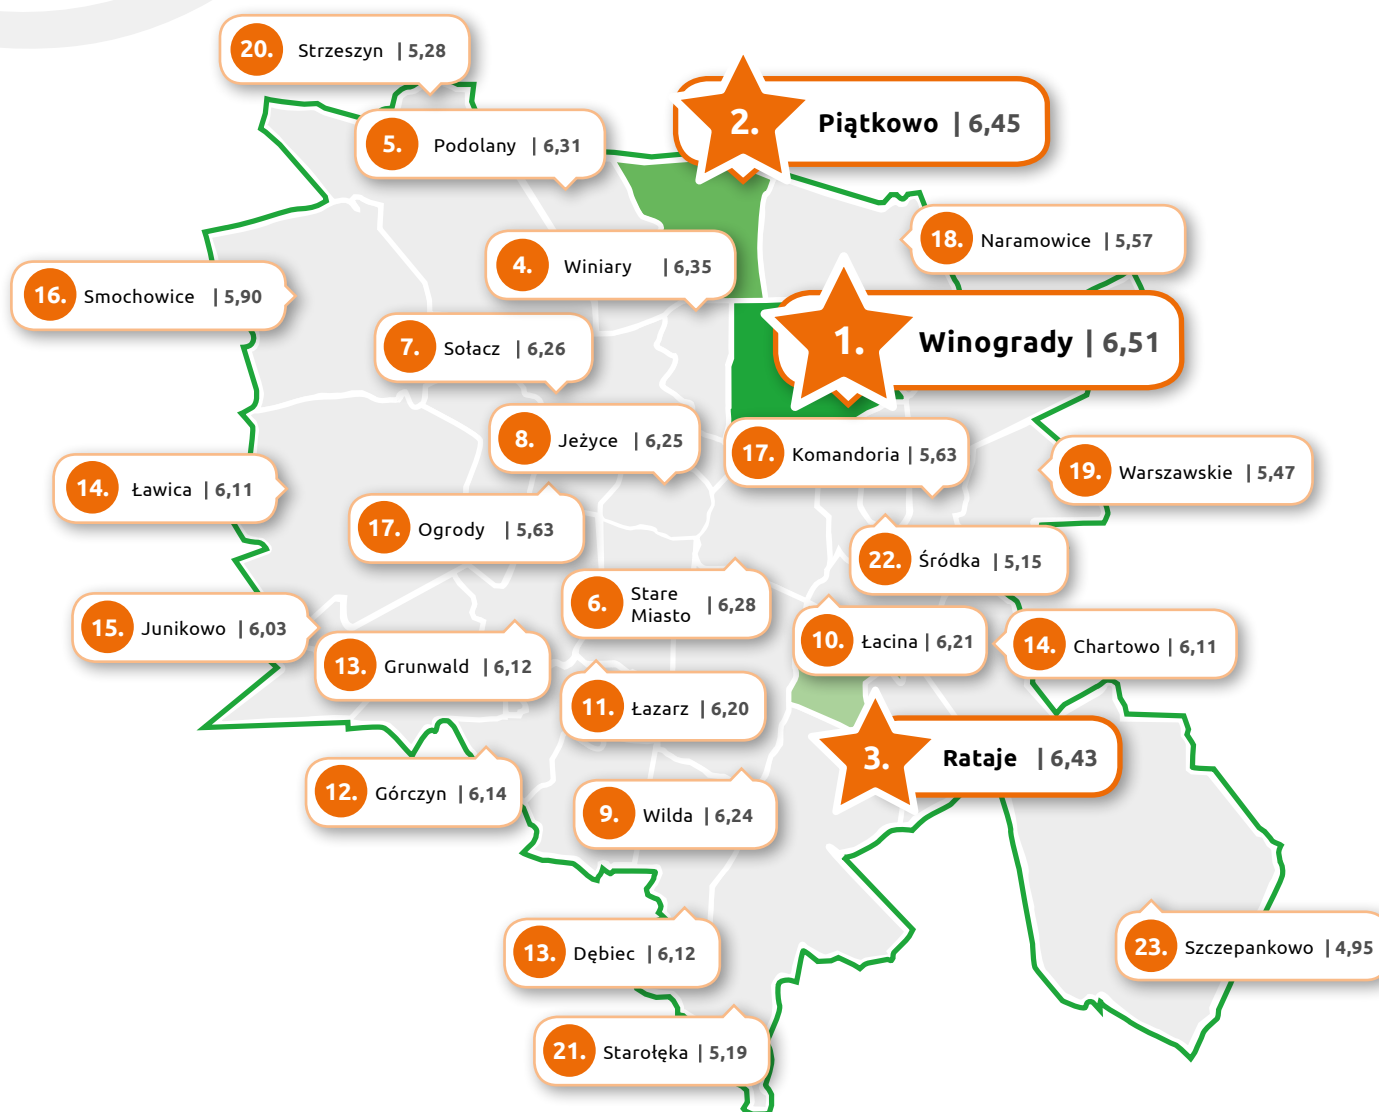 20. Strzeszyn | 5,28
2. Piątkowo | 6,45
5. Podolany | 6,31
18. Naramowice | 5,57
4. Winiary | 6,35
16. Smochowice | 5,90
1. Winogrady | 6,51
7. Sołacz | 6,26
8. Jeżyce | 6,25
17. Komandoria | 5,63
19. Warszawskie | 5,47
14. Ławica | 6,11
17. Ogrody | 5,63
22. Śródka | 5,15
6. Stare
Miasto | 6,28
15. Junikowo | 6,03
10. Łacina | 6,21
14. Chartowo | 6,11
13. Grunwald | 6,12
11. Łazarz | 6,20
3. Rataje | 6,43
12. Górczyn | 6,14
9. Wilda | 6,24
23. Szczepankowo | 4,95
13. Dębiec | 6,12
21. Starołęka | 5,19